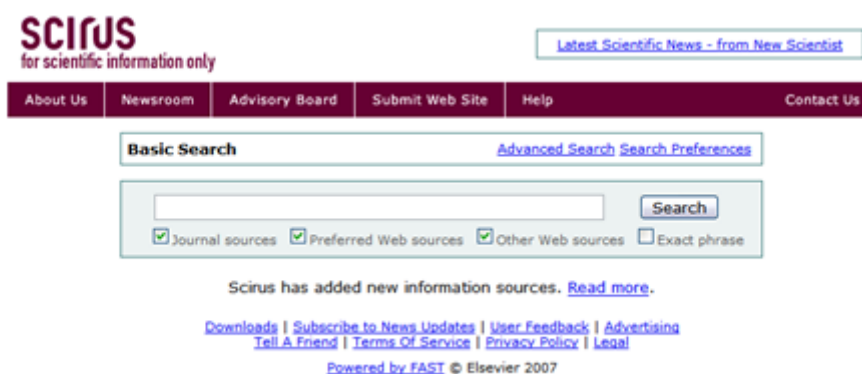 SCIRUS
for scientific information only
Latest Scientific News - from New Scientist
About Us Newsroom Advisory Board Submit Web Site Help Contact Us
Basic Search Advanced Search Search Preferences
Search
Journal sources Preferred Web sources Other Web sources Exact phrase
Scirus has added new information sources. Read more.
Downloads | Subscribe to News Updates | User Feedback | Advertising
Tell A Friend | Terms Of Service | Privacy Policy | Legal
Powered by FAST © Elsevier 2007